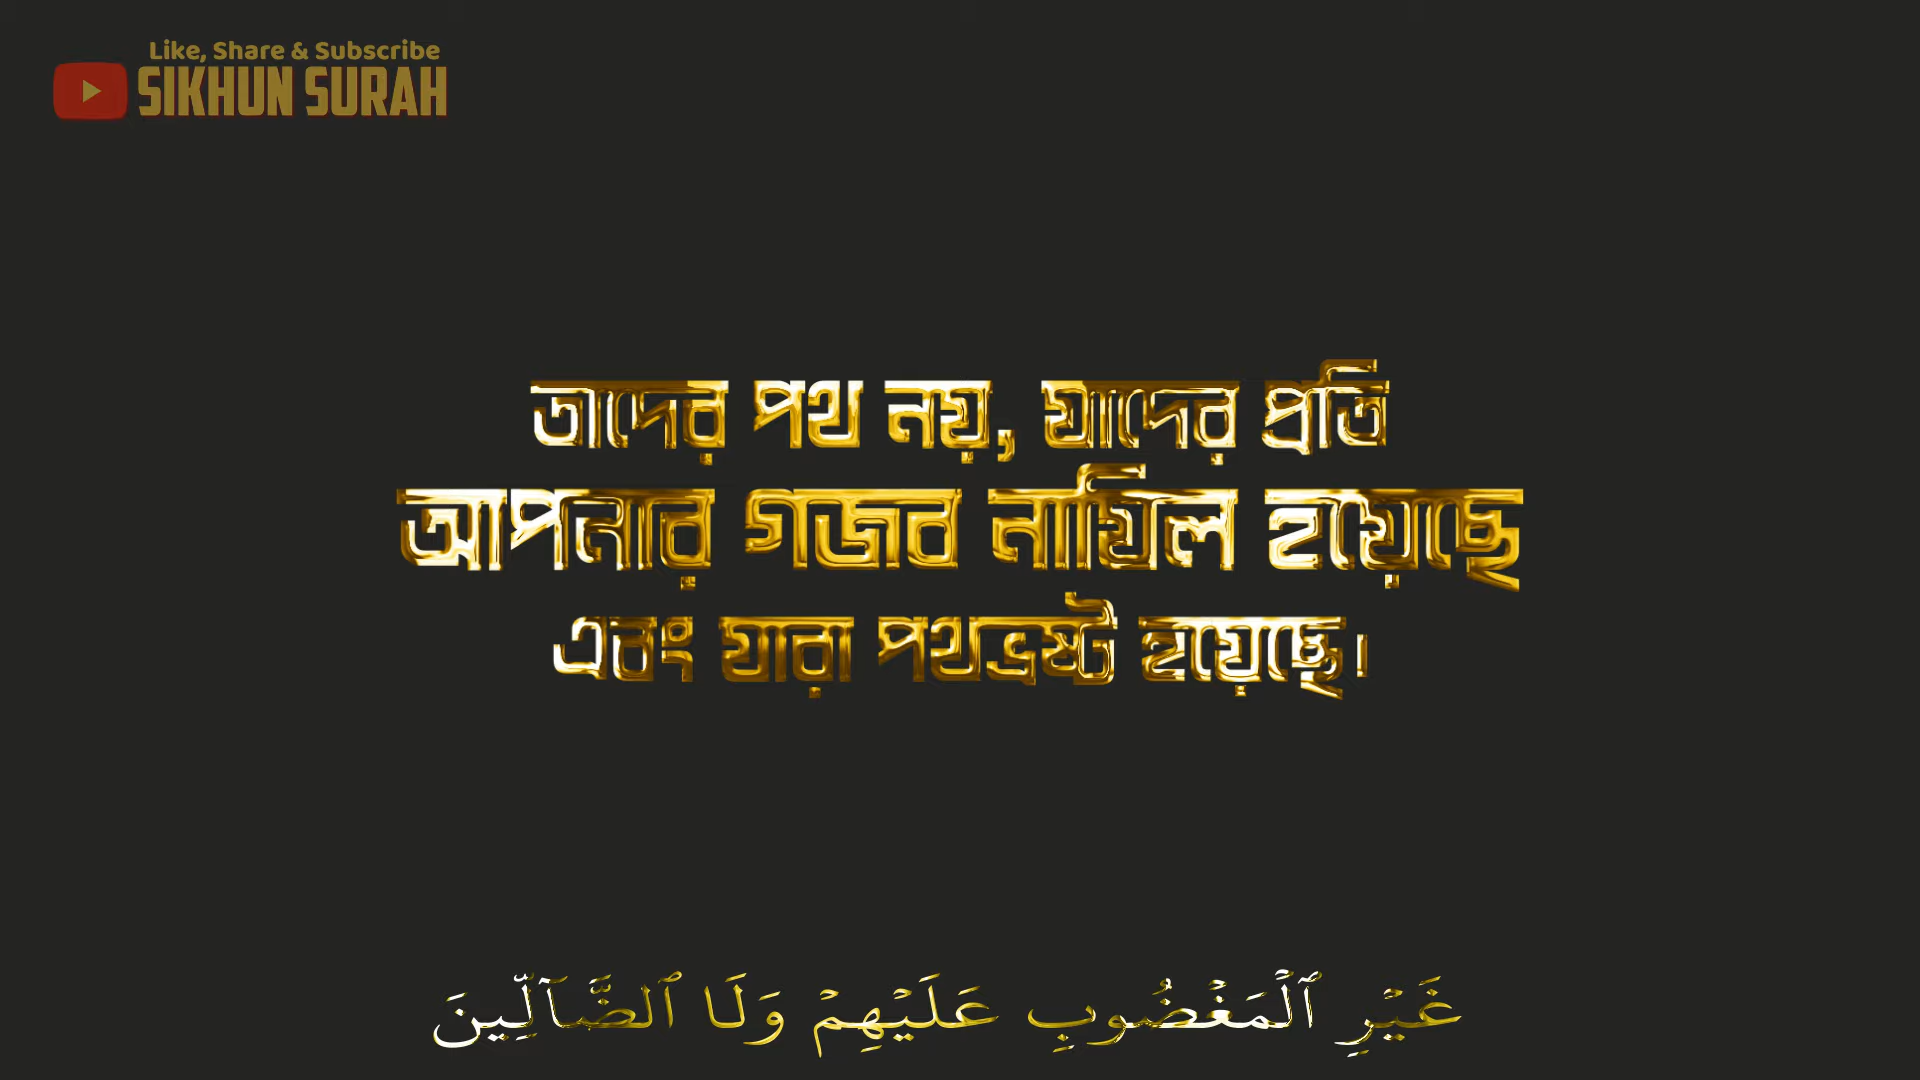 Like, Share & Subscribe
SIKHUN SURAH
তাদের পথ নয়, যাদের প্রতি
আপনার গজব নাযিল হয়েছে
এবং যারা পথভ্রষ্ট হয়েছে।
غَيْرِ ٱلْمَغْضُوبِ عَلَيْهِمْ وَلَا ٱلضَّآلِّينَ